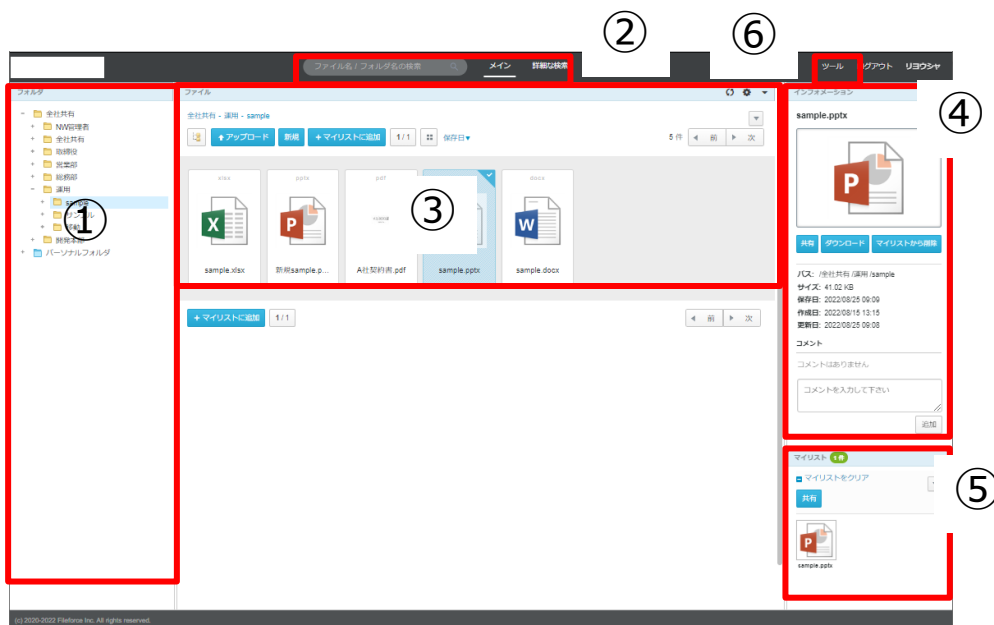 ② ⑥
ファイル名 / フォルダ名の検索 メイン 詳細な検索 ツール ログアウト リヨウシャ
フォルダ
全社共有
NW管理者
全社共有
取締役
営業部
総務部
運用
sample
サンプル
移動
開発本部
パーソナルフォルダ
①
ファイル
全社共有 - 運用 - sample
アップロード 新規 +マイリストに追加 1/1 保存日▼ 5 件 前 次
xlsx pptx pdf docx
③
sample.xlsx 新規sample.p... A社契約書.pdf sample.pptx sample.docx
+マイリストに追加 1/1 前 次
インフォメーション
④
sample.pptx
共有 ダウンロード マイリストから削除
パス: /全社共有 /運用 /sample
サイズ: 41.02 KB
保存日: 2022/08/25 09:09
作成日: 2022/08/15 13:15
更新日: 2022/08/25 09:08
コメント
コメントはありません
コメントを入力して下さい
追加
マイリスト 1件
マイリストをクリア
⑤
共有
sample.pptx
(c) 2020-2022 Fileforce Inc. All rights reserved.